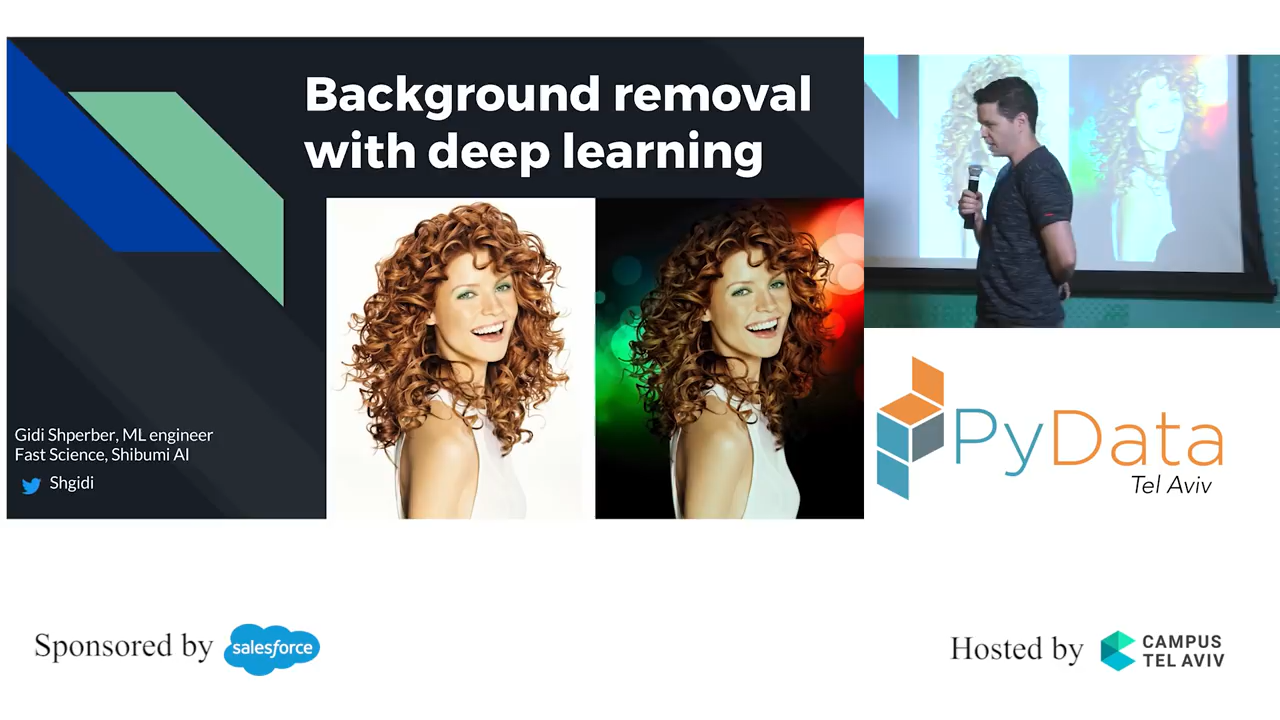 Background removal
with deep learning
Gidi Shperber, ML engineer
Fast Science, Shibumi AI
Shgidi
PyData
Tel Aviv
Sponsored by salesforce
Hosted by CAMPUS
TEL AVIV